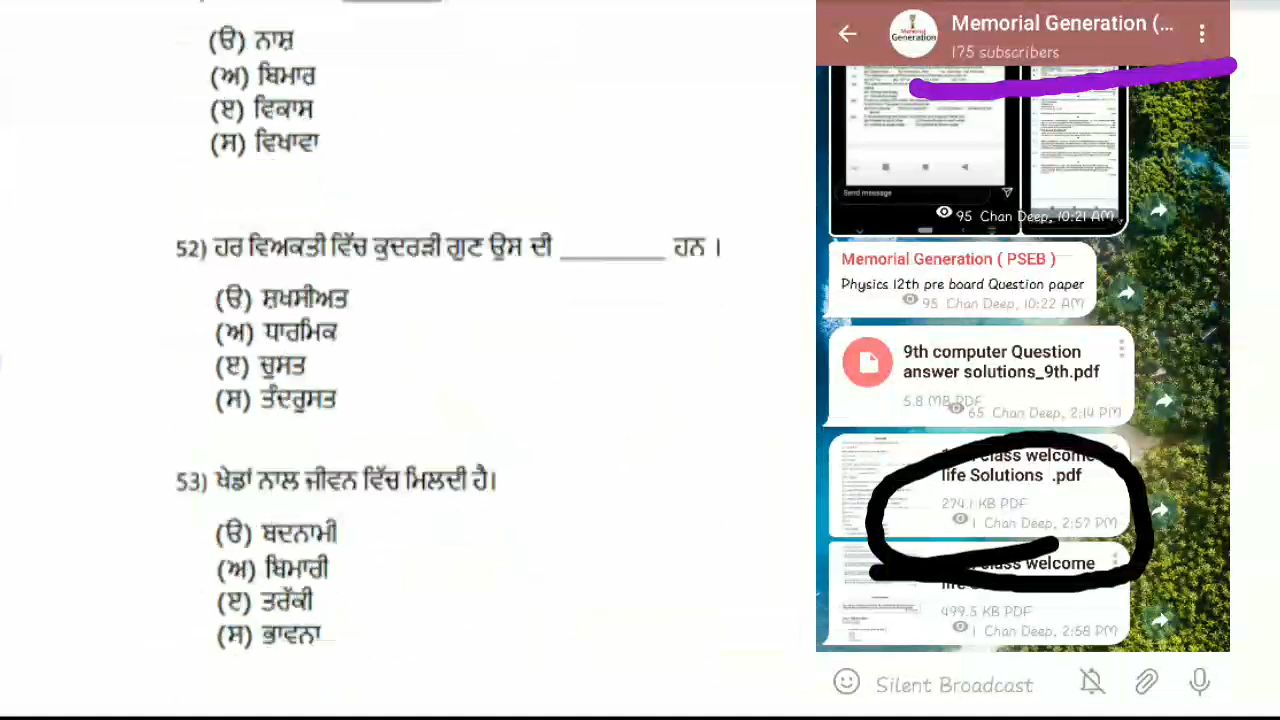 (ੳ) ਨਾਸ਼
(ਅ) ਬਿਮਾਰ
(ੲ) ਵਿਕਾਸ
(ਸ) ਵਿਖਾਵਾ
52) ਹਰ ਵਿਅਕਤੀ ਵਿੱਚ ਕੁਦਰਤੀ ਗੁਣ ਉਸ ਦੀ __________ ਹਨ ।
(ੳ) ਸ਼ਖਸੀਅਤ
(ਅ) ਧਾਰਮਿਕ
(ੲ) ਚੁਸਤ
(ਸ) ਤੰਦਰੁਸਤ
53) ਖੇਡਾਂ ਨਾਲ ਜੀਵਨ ਵਿੱਚ ਮਿਲਦੀ ਹੈ।
(ੳ) ਬਦਨਾਮੀ
(ਅ) ਬਿਮਾਰੀ
(ੲ) ਤਰੱਕੀ
(ਸ) ਭਾਵਨਾ
Memorial Generation (...
175 subscribers
Send message
95 Chan Deep, 10:21 AM
Memorial Generation ( PSEB )
Physics 12th pre board Question paper
95 Chan Deep, 10:22 AM
9th computer Question
answer solutions_9th.pdf
5.8 MB PDF
65 Chan Deep, 2:14 PM
class welcome
life Solutions .pdf
274.1 KB PDF
1 Chan Deep, 2:57 PM
class welcome
499.5 KB PDF
1 Chan Deep, 2:58 PM
Silent Broadcast